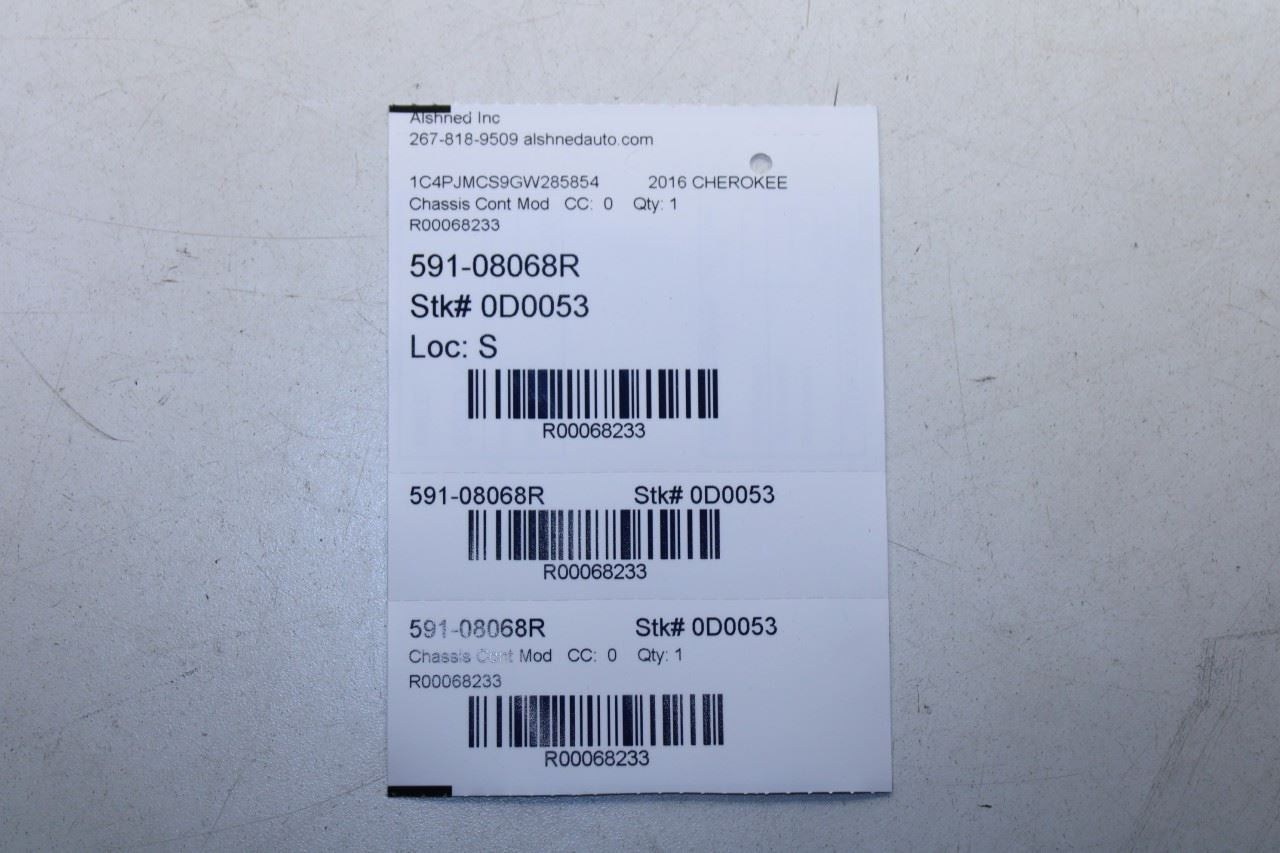 Alshned Inc
267-818-9509 alshnedauto.com
1C4PJMCS9GW285854 2016 CHEROKEE
Chassis Cont Mod CC: 0 Qty: 1
R00068233
591-08068R
Stk# 0D0053
Loc: S
R00068233
591-08068R Stk# 0D0053
R00068233
591-08068R Stk# 0D0053
Chassis Cont Mod CC: 0 Qty: 1
R00068233
R00068233